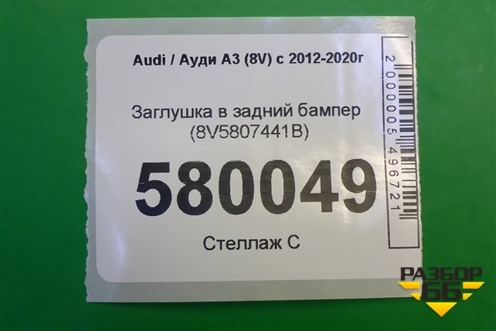 Audi / Ауди А3 (8V) с 2012-2020г
Заглушка в задний бампер
(8V5807441B)
580049
Стеллаж С
2000005496721
РАЗБОР
66